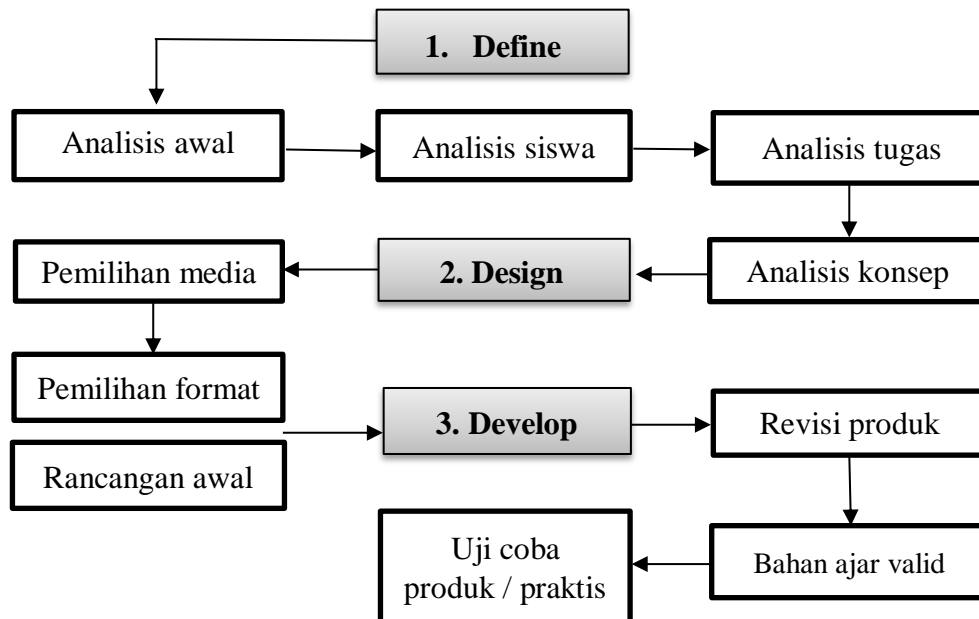 1. Define
Analisis awal
Analisis siswa
Analisis tugas
Pemilihan media
2. Design
Analisis konsep
Pemilihan format
3. Develop
Revisi produk
Rancangan awal
Uji coba
produk / praktis
Bahan ajar valid